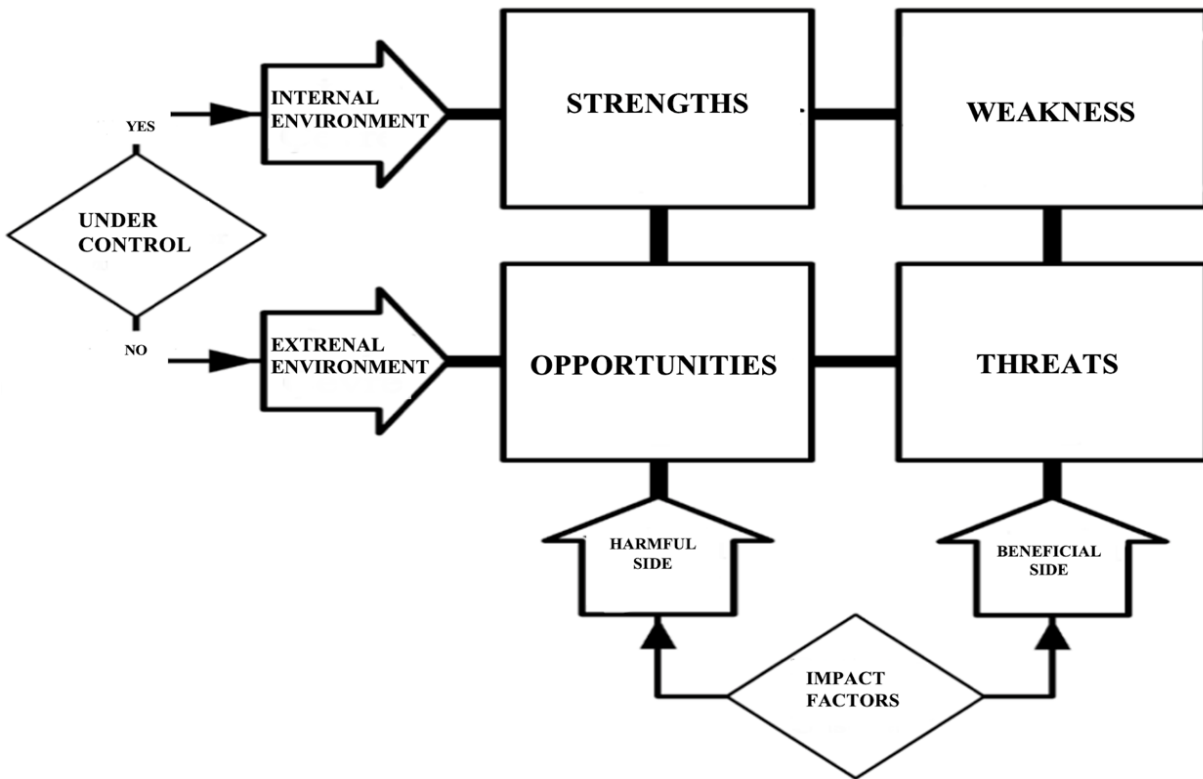 INTERNAL
ENVIRONMENT
STRENGTHS
WEAKNESS
YES
UNDER
CONTROL
NO
EXTRENAL
ENVIRONMENT
OPPORTUNITIES
THREATS
HARMFUL
SIDE
BENEFICIAL
SIDE
IMPACT
FACTORS